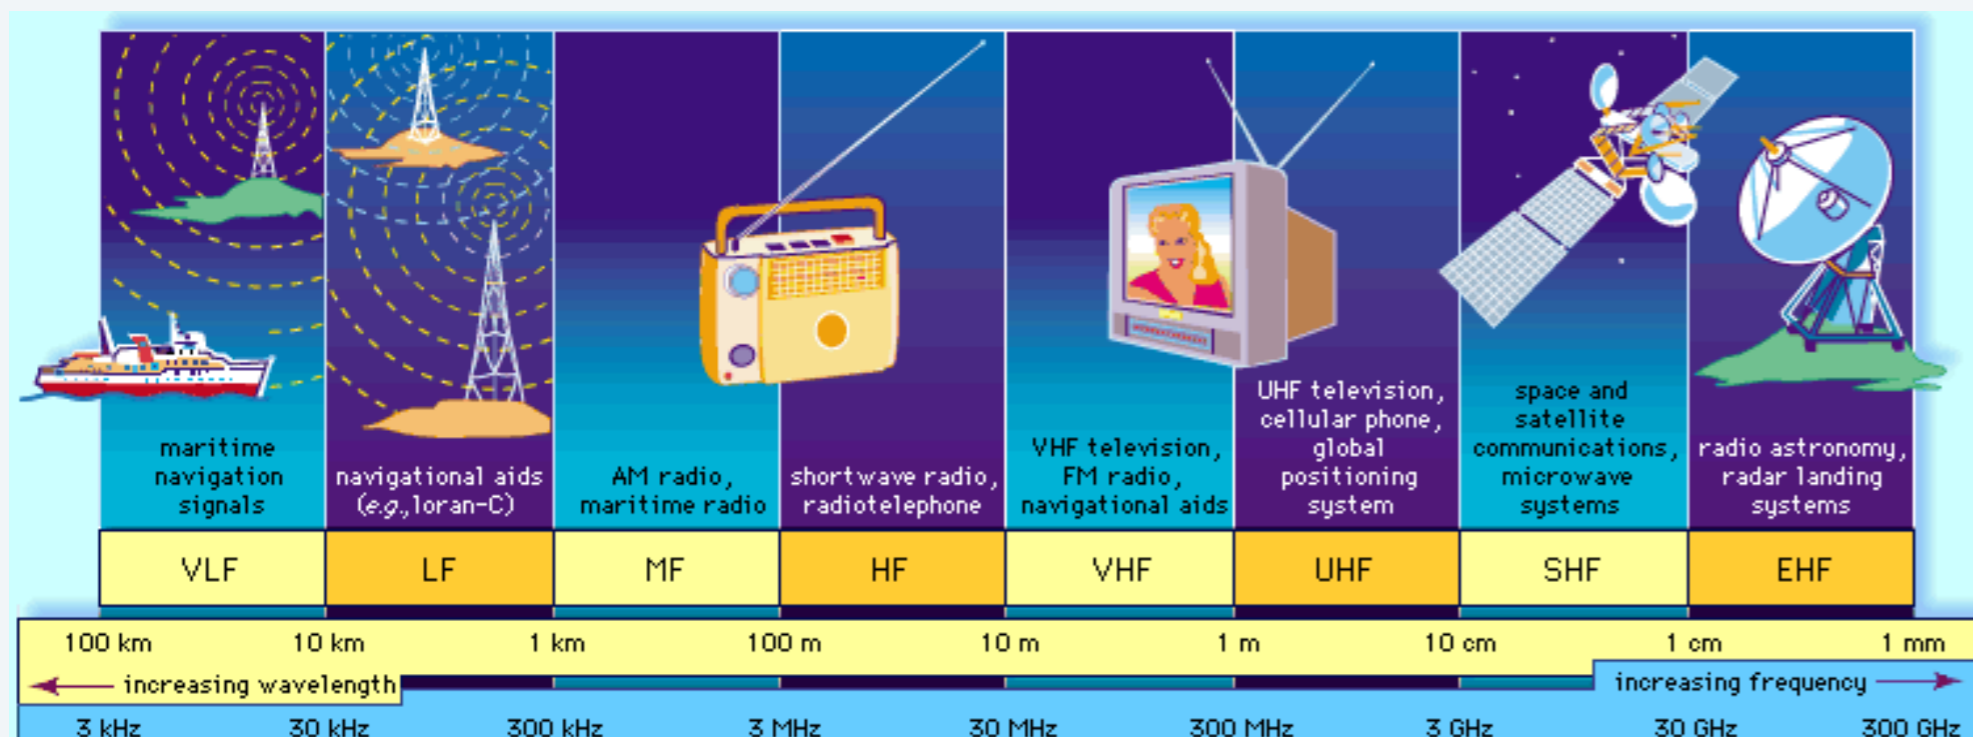 maritime
navigation
signals
navigational aids
(e.g., loran-C)
AM radio,
maritime radio
shortwave radio,
radiotelephone
VHF television,
FM radio,
navigational aids
UHF television,
cellular phone,
global
positioning
system
space and
satellite
communications,
microwave
systems
radio astronomy,
radar landing
systems
VLF LF MF HF VHF UHF SHF EHF
100 km 10 km 1 km 100 m 10 m 1 m 10 cm 1 cm 1 mm
increasing wavelength increasing frequency
3 kHz 30 kHz 300 kHz 3 MHz 30 MHz 300 MHz 3 GHz 30 GHz 300 GHz